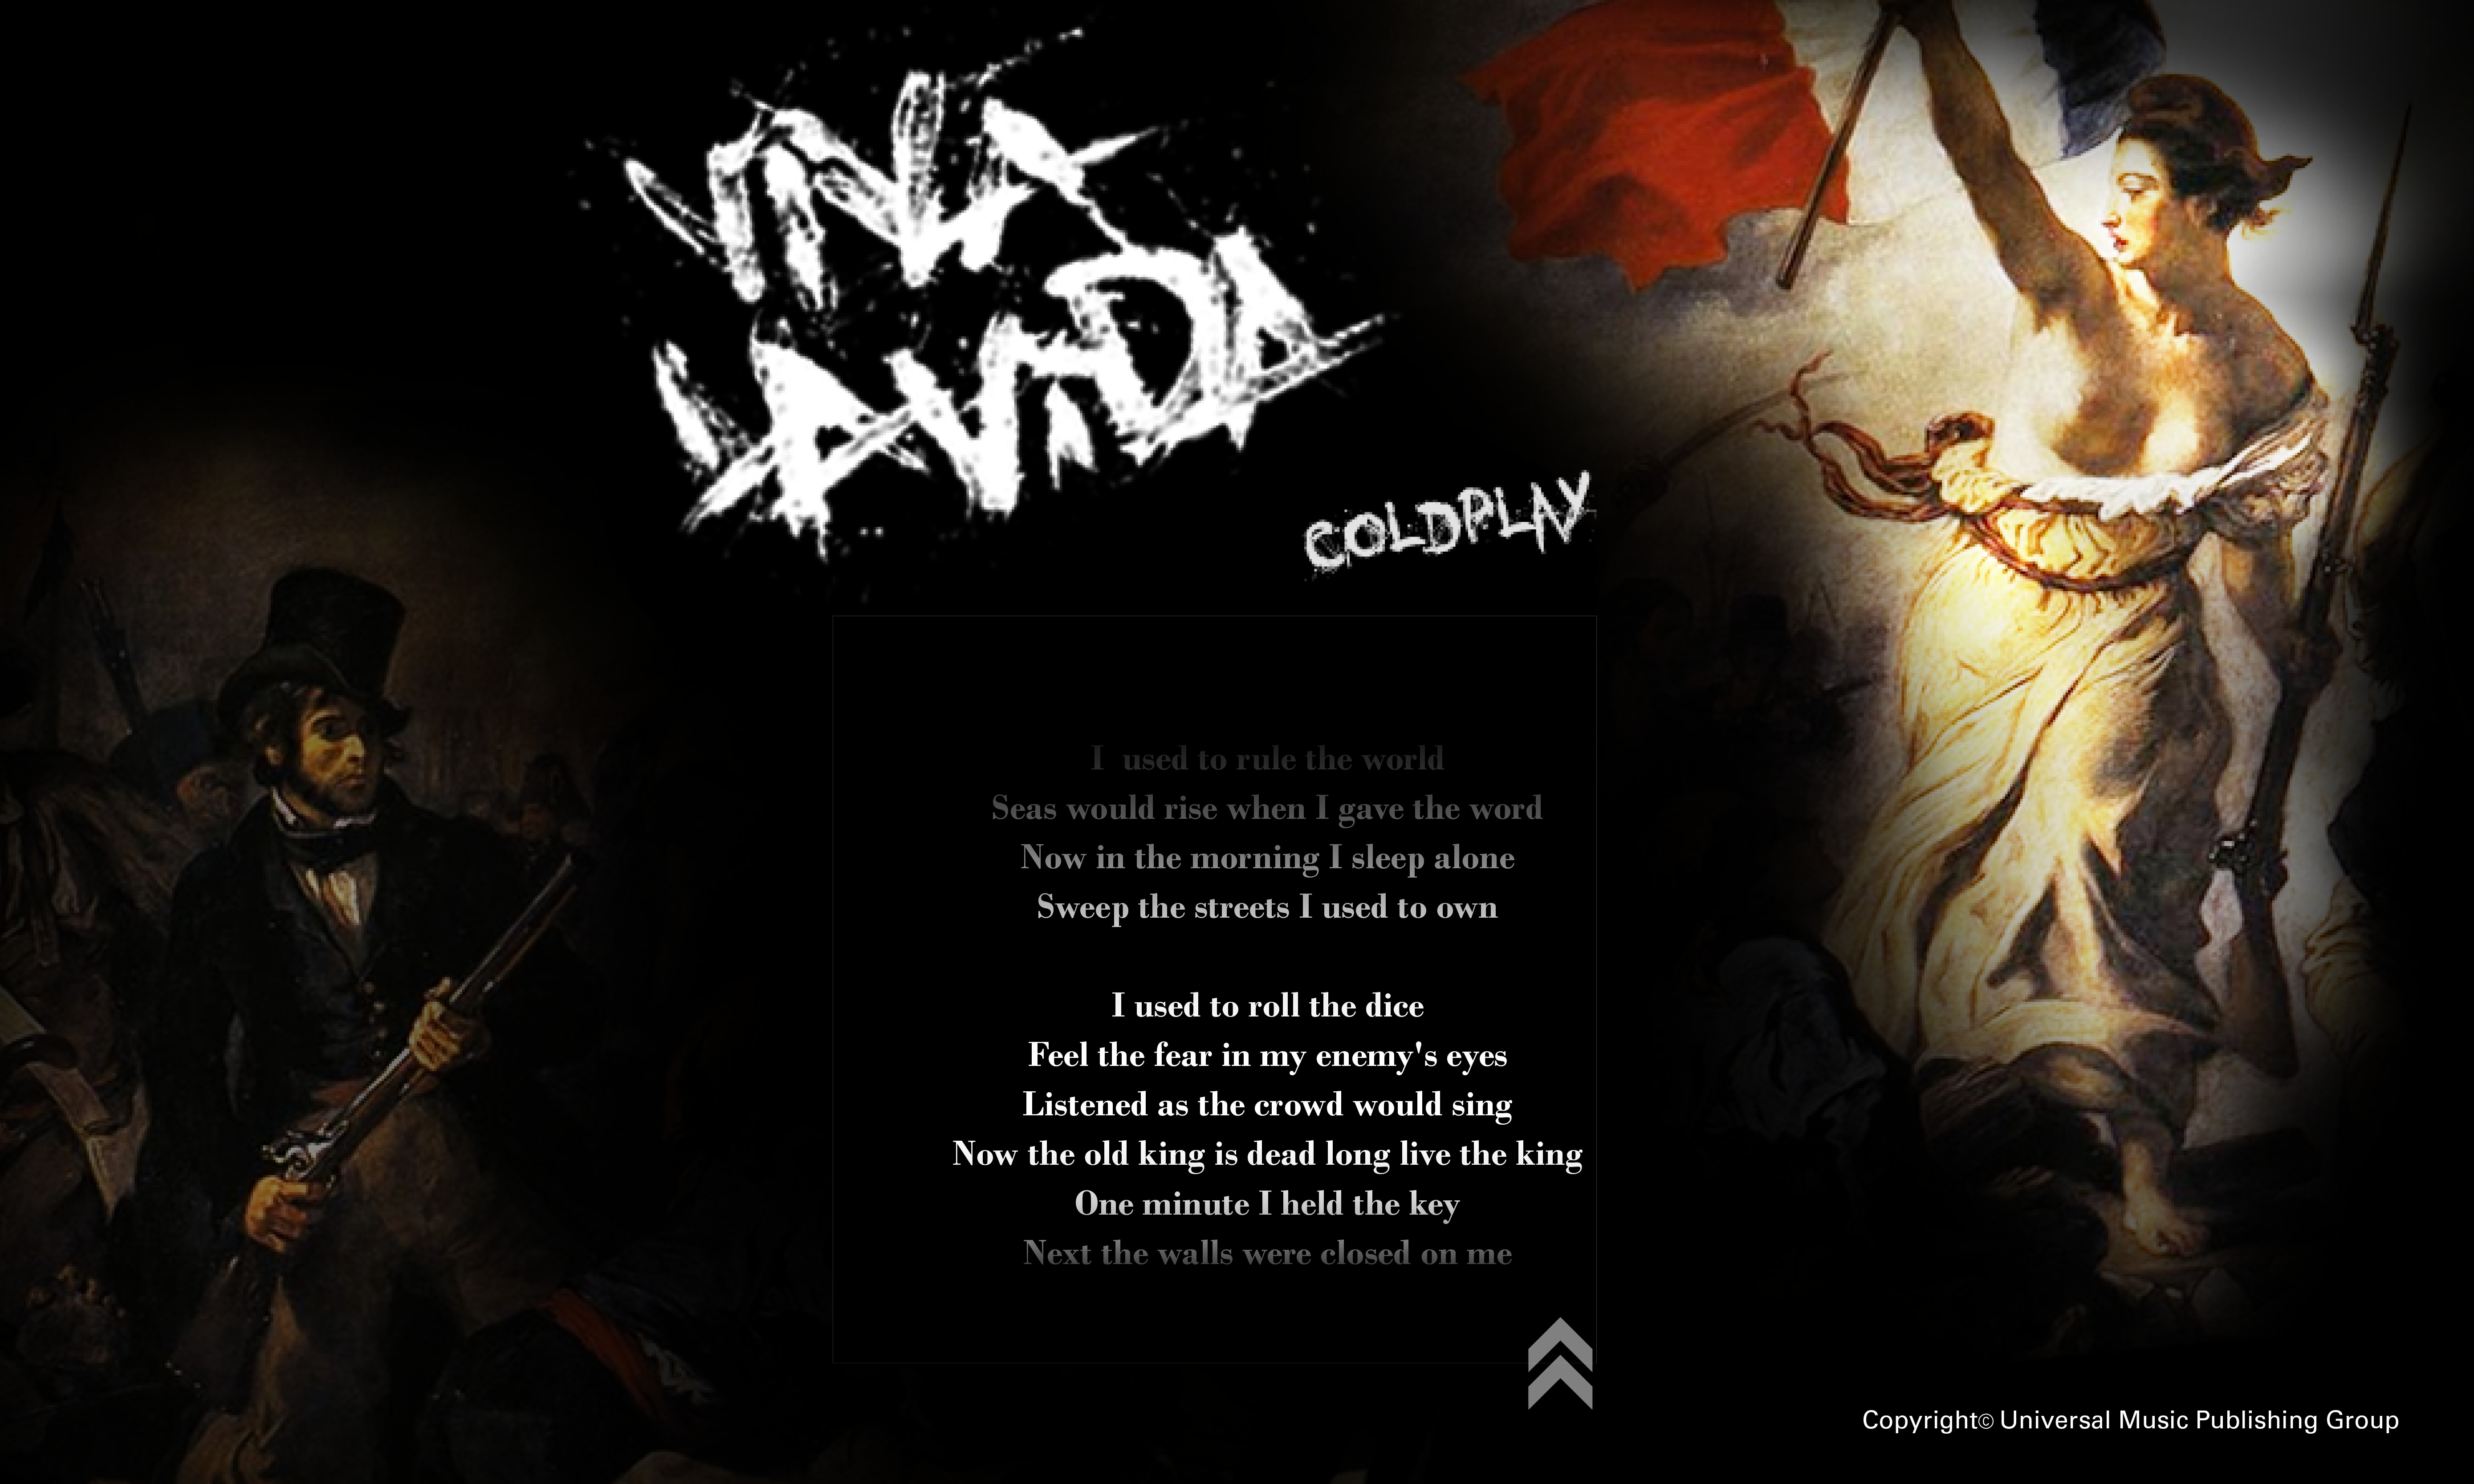 VIVA
LA VIDA
COLDPLAY
I used to rule the world
Seas would rise when I gave the word
Now in the morning I sleep alone
Sweep the streets I used to own
I used to roll the dice
Feel the fear in my enemy's eyes
Listened as the crowd would sing
Now the old king is dead long live the king
One minute I held the key
Next the walls were closed on me
Copyright© Universal Music Publishing Group